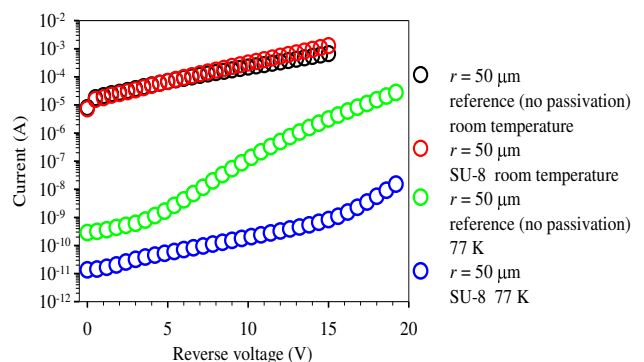 10⁻²
10⁻³
10⁻⁴
10⁻⁵
10⁻⁶
10⁻⁷
10⁻⁸
10⁻⁹
10⁻¹⁰
10⁻¹¹
10⁻¹²
Current (A)
0 5 10 15 20
Reverse voltage (V)
r = 50 μm
reference (no passivation)
room temperature
r = 50 μm
SU-8 room temperature
r = 50 μm
reference (no passivation)
77 K
r = 50 μm
SU-8 77 K